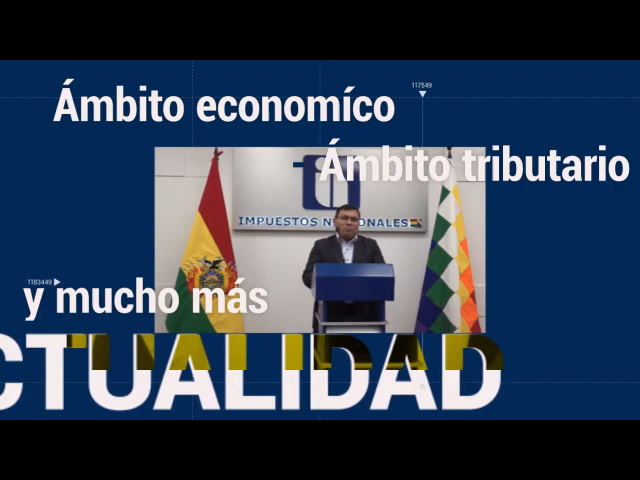 117549
Ámbito economíco
Ámbito tributario
IMPUESTOS NACIONALES
1183449
y mucho más
CTUALIDAD